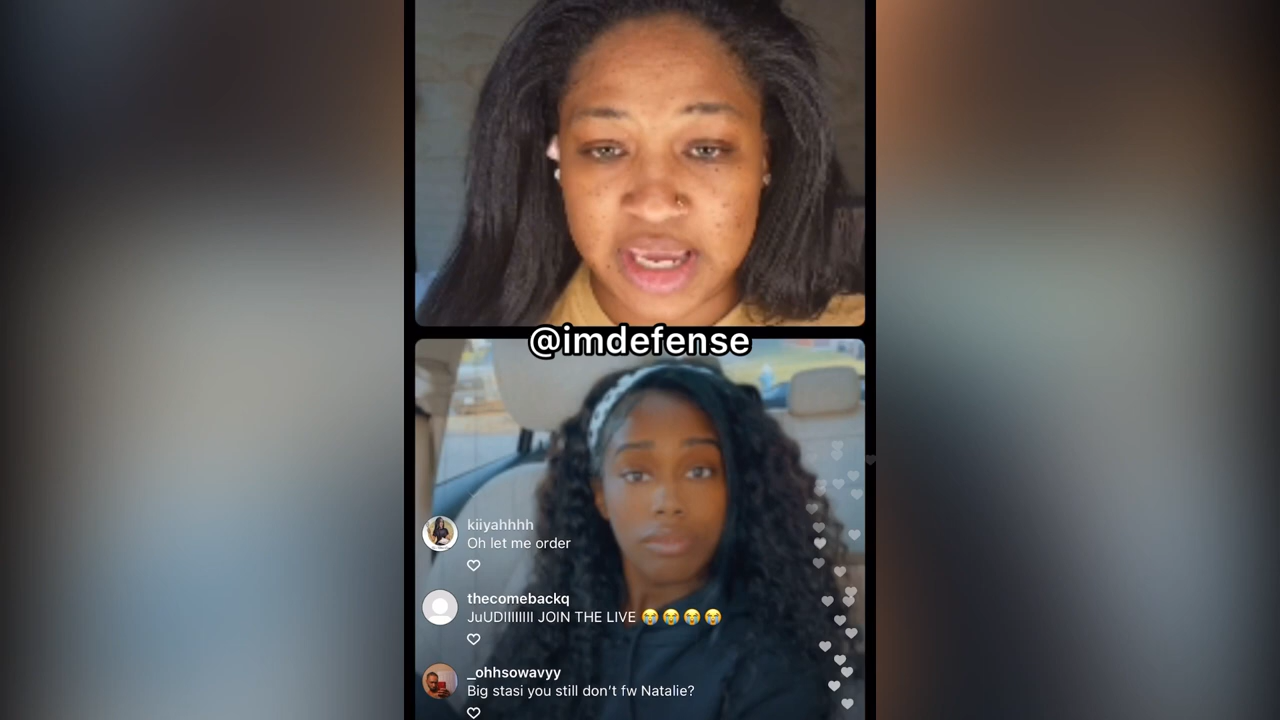 @imdefense
kiiyahhhh
Oh let me order
thecomebackq
JuUDIIIIIIII JOIN THE LIVE 😭😭😭😭
_ohhsowavyy
Big stasi you still don't fw Natalie?